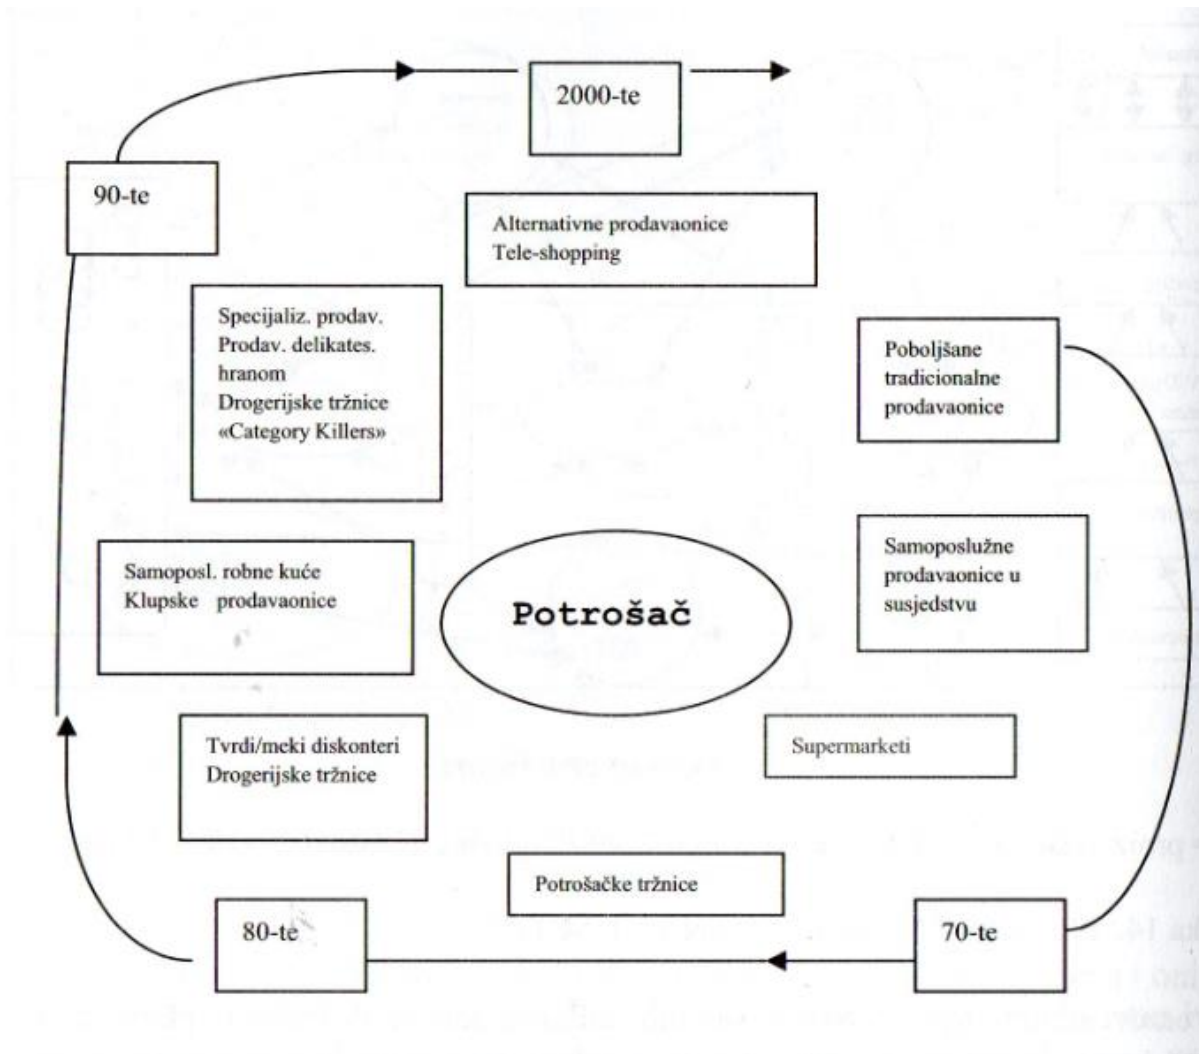 2000-te
90-te
Alternativne prodavaonice
Tele-shopping
Specijaliz. prodav.
Prodav. delikates.
hranom
Drogerijske tržnice
«Category Killers»
Poboljšane
tradicionalne
prodavaonice
Samoposl. robne kuće
Klupske prodavaonice
Potrošač
Samoposlužne
prodavaonice u
susjedstvu
Tvrdi/meki diskonteri
Drogerijske tržnice
Supermarketi
Potrošačke tržnice
80-te
70-te